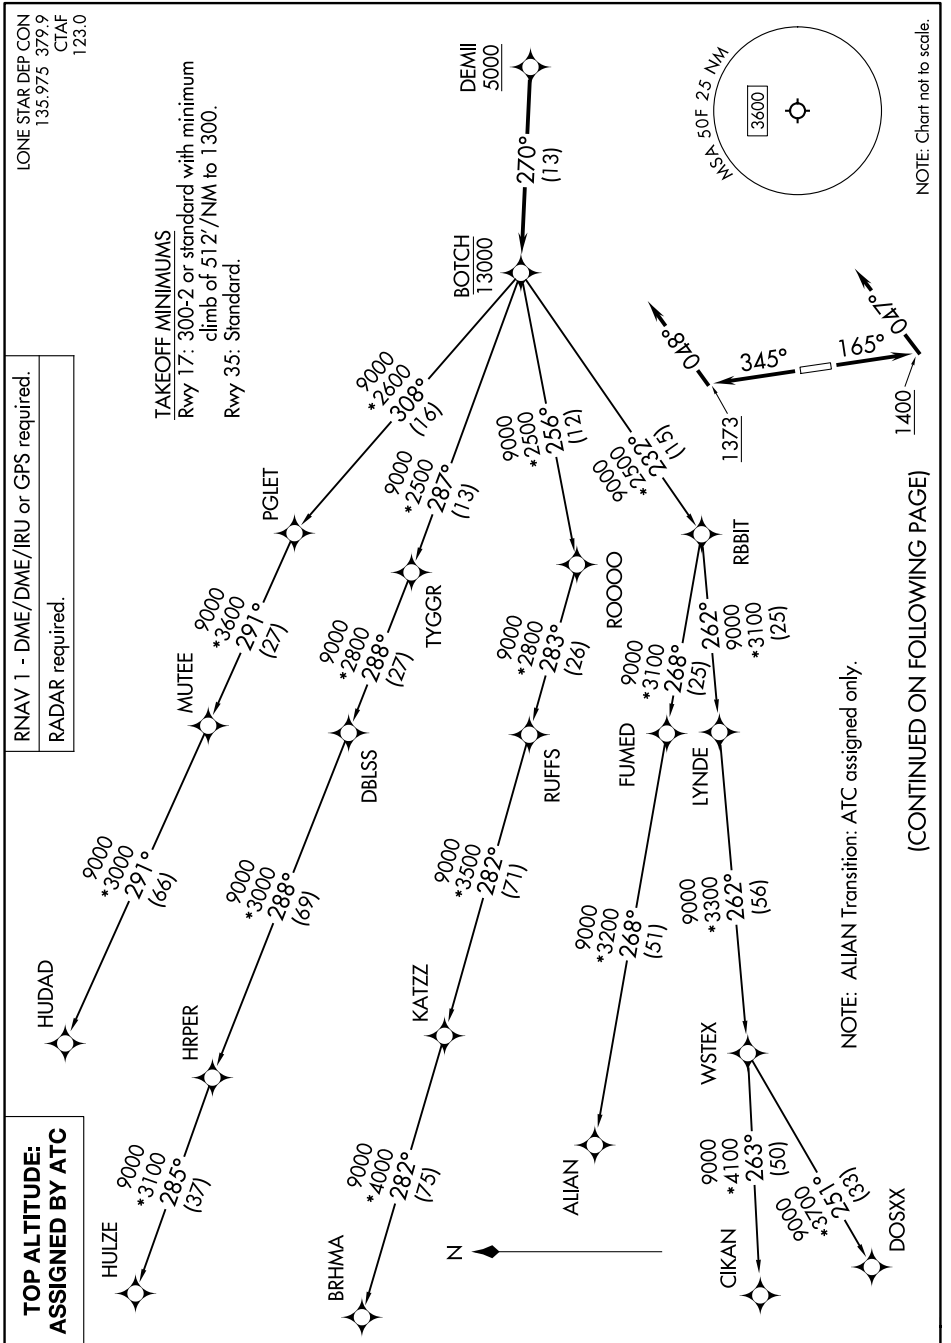 TOP ALTITUDE:
ASSIGNED BY ATC
RNAV 1 - DME/DME/IRU or GPS required.
RADAR required.
LONE STAR DEP CON
135.975 379.9
CTAF
123.0
TAKEOFF MINIMUMS
Rwy 17: 300-2 or standard with minimum
climb of 512'/NM to 1300.
Rwy 35: Standard.
HUDAD
9000
*3000
291°
(66)
MUTEE
9000
*3600
291°
(27)
PGLET
9000
*2600
308°
(16)
HULZE
9000
*3100
285°
(37)
HRPER
9000
*3000
288°
(69)
DBLSS
9000
*2800
288°
(27)
TYGGR
9000
*2500
287°
(13)
BOTCH
13000
270°
(13)
DEMII
5000
BRHMA
9000
*4000
282°
(75)
KATZZ
9000
*3500
282°
(71)
RUFFS
9000
*2800
283°
(26)
ROOOO
9000
*2500
256°
(12)
N
ALIAN
9000
*3200
268°
(51)
FUMED
9000
*3100
268°
(25)
RBBIT
9000
*2500
232°
(15)
CIKAN
9000
*4100
263°
(50)
WSTEX
9000
*3300
262°
(56)
LYNDE
262°
9000
*3100
(25)
DOSXX
9000
*3700
251°
(33)
1373
048°
345°
165°
1400
047°
MSA 50F 25 NM
3600
NOTE: ALIAN Transition: ATC assigned only.
(CONTINUED ON FOLLOWING PAGE)
NOTE: Chart not to scale.